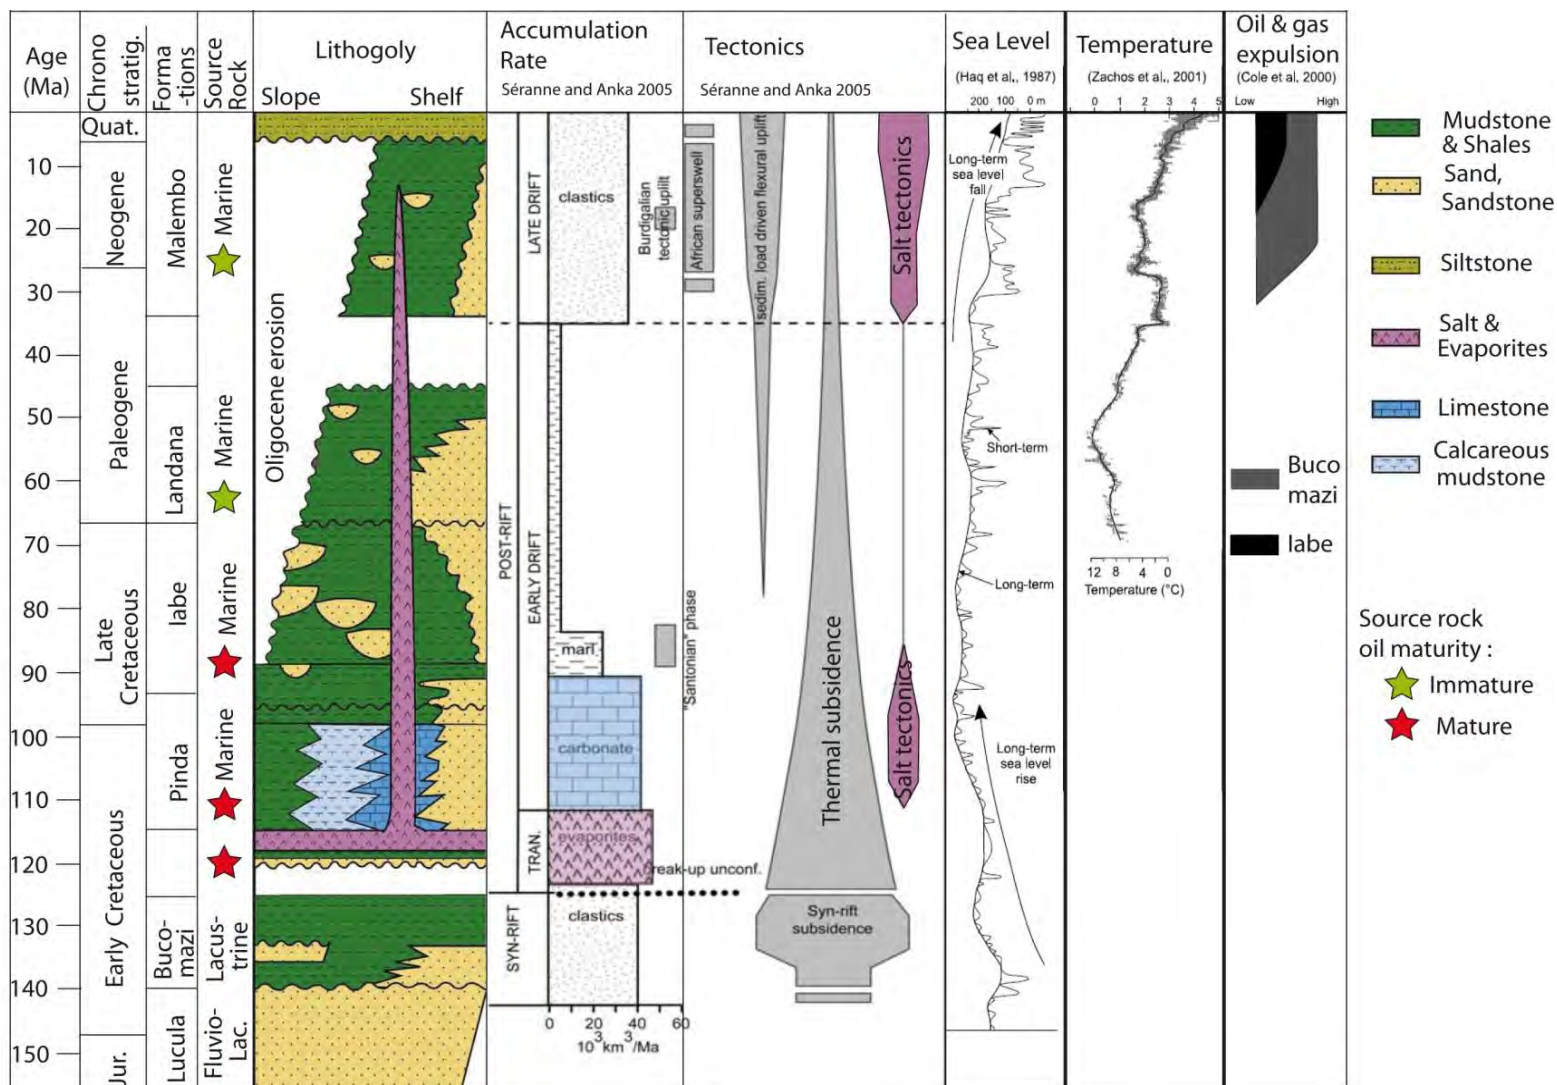 Age
(Ma)
Chrono
stratig.
Forma
-tions
Source
Rock
Lithogoly
Slope
Shelf
Accumulation
Rate
Séranne and Anka 2005
Tectonics
Séranne and Anka 2005
Sea Level
(Haq et al., 1987)
200 100 0 m
Temperature
(Zachos et al., 2001)
0 1 2 3 4 5
Oil & gas
expulsion
(Cole et al. 2000)
Low High
10
20
30
40
50
60
70
80
90
100
110
120
130
140
150
Quat.
Neogene
Paleogene
Late
Cretaceous
Early Cretaceous
Jur.
Malembo
Landana
Iabe
Pinda
Buco-
mazi
Lucula
Marine
Marine
Marine
Marine
Lacus-
trine
Fluvio-
Lac.
Oligocene erosion
POST-RIFT
SYN-RIFT
LATE DRIFT
EARLY DRIFT
TRAN.
clastics
marl
carbonate
evaporites
clastics
0 20 40 60
10³km³/Ma
Burdigalian
tectonic uplilt
African superswell
sedim. load driven flexural uplift
Salt tectonics
"Santonian" phase
Thermal subsidence
Salt tectonics
break-up unconf.
Syn-rift
subsidence
Long-term
sea level
fall
Short-term
Long-term
Long-term
sea level
rise
12 8 4 0
Temperature (°C)
Buco
mazi
Iabe
Mudstone
& Shales
Sand,
Sandstone
Siltstone
Salt &
Evaporites
Limestone
Calcareous
mudstone
Source rock
oil maturity :
Immature
Mature